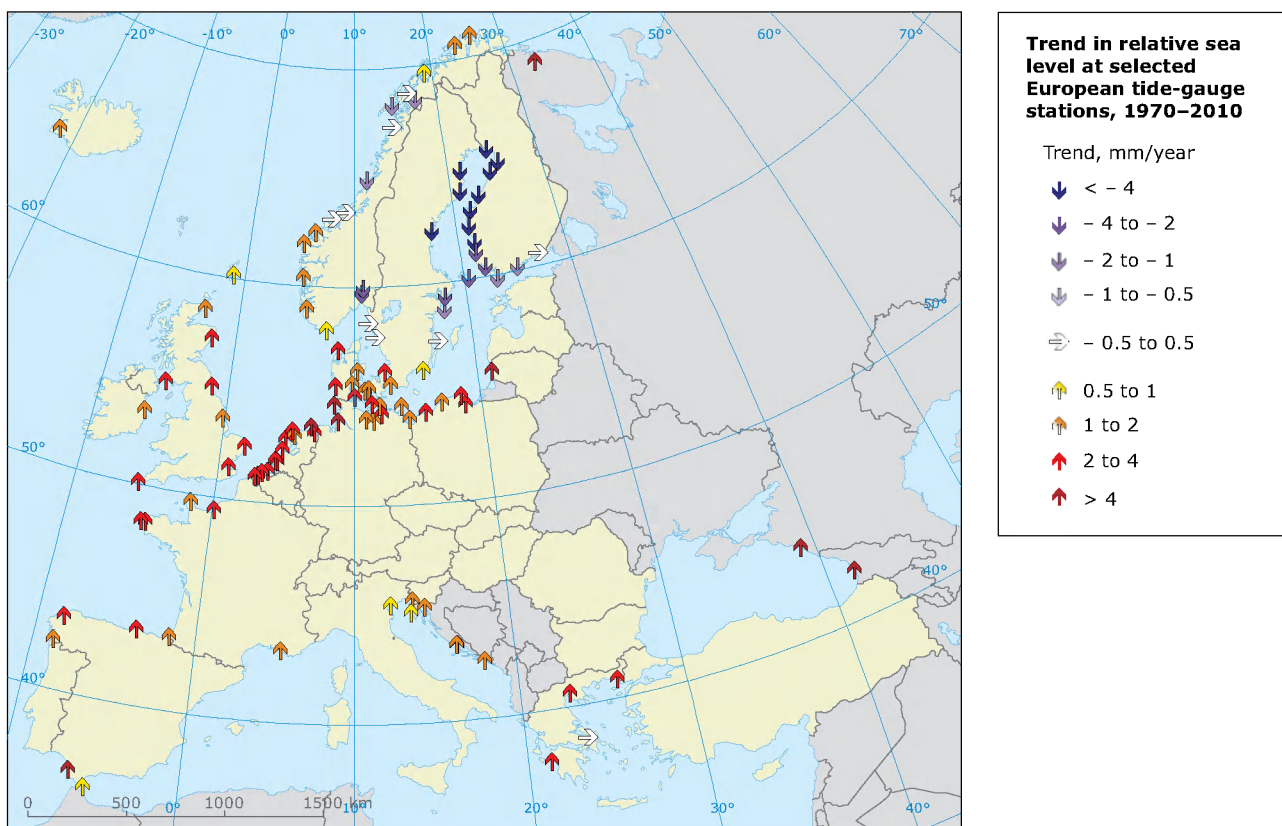 -30° -20° -10° 0° 10° 20° 30° 40° 50° 60° 70°
60°
50°
50°
40°
40°
0 500 1000 1500 km
0° 10° 20° 30° 40°
Trend in relative sea
level at selected
European tide-gauge
stations, 1970–2010
Trend, mm/year
< – 4
– 4 to – 2
– 2 to – 1
– 1 to – 0.5
– 0.5 to 0.5
0.5 to 1
1 to 2
2 to 4
> 4